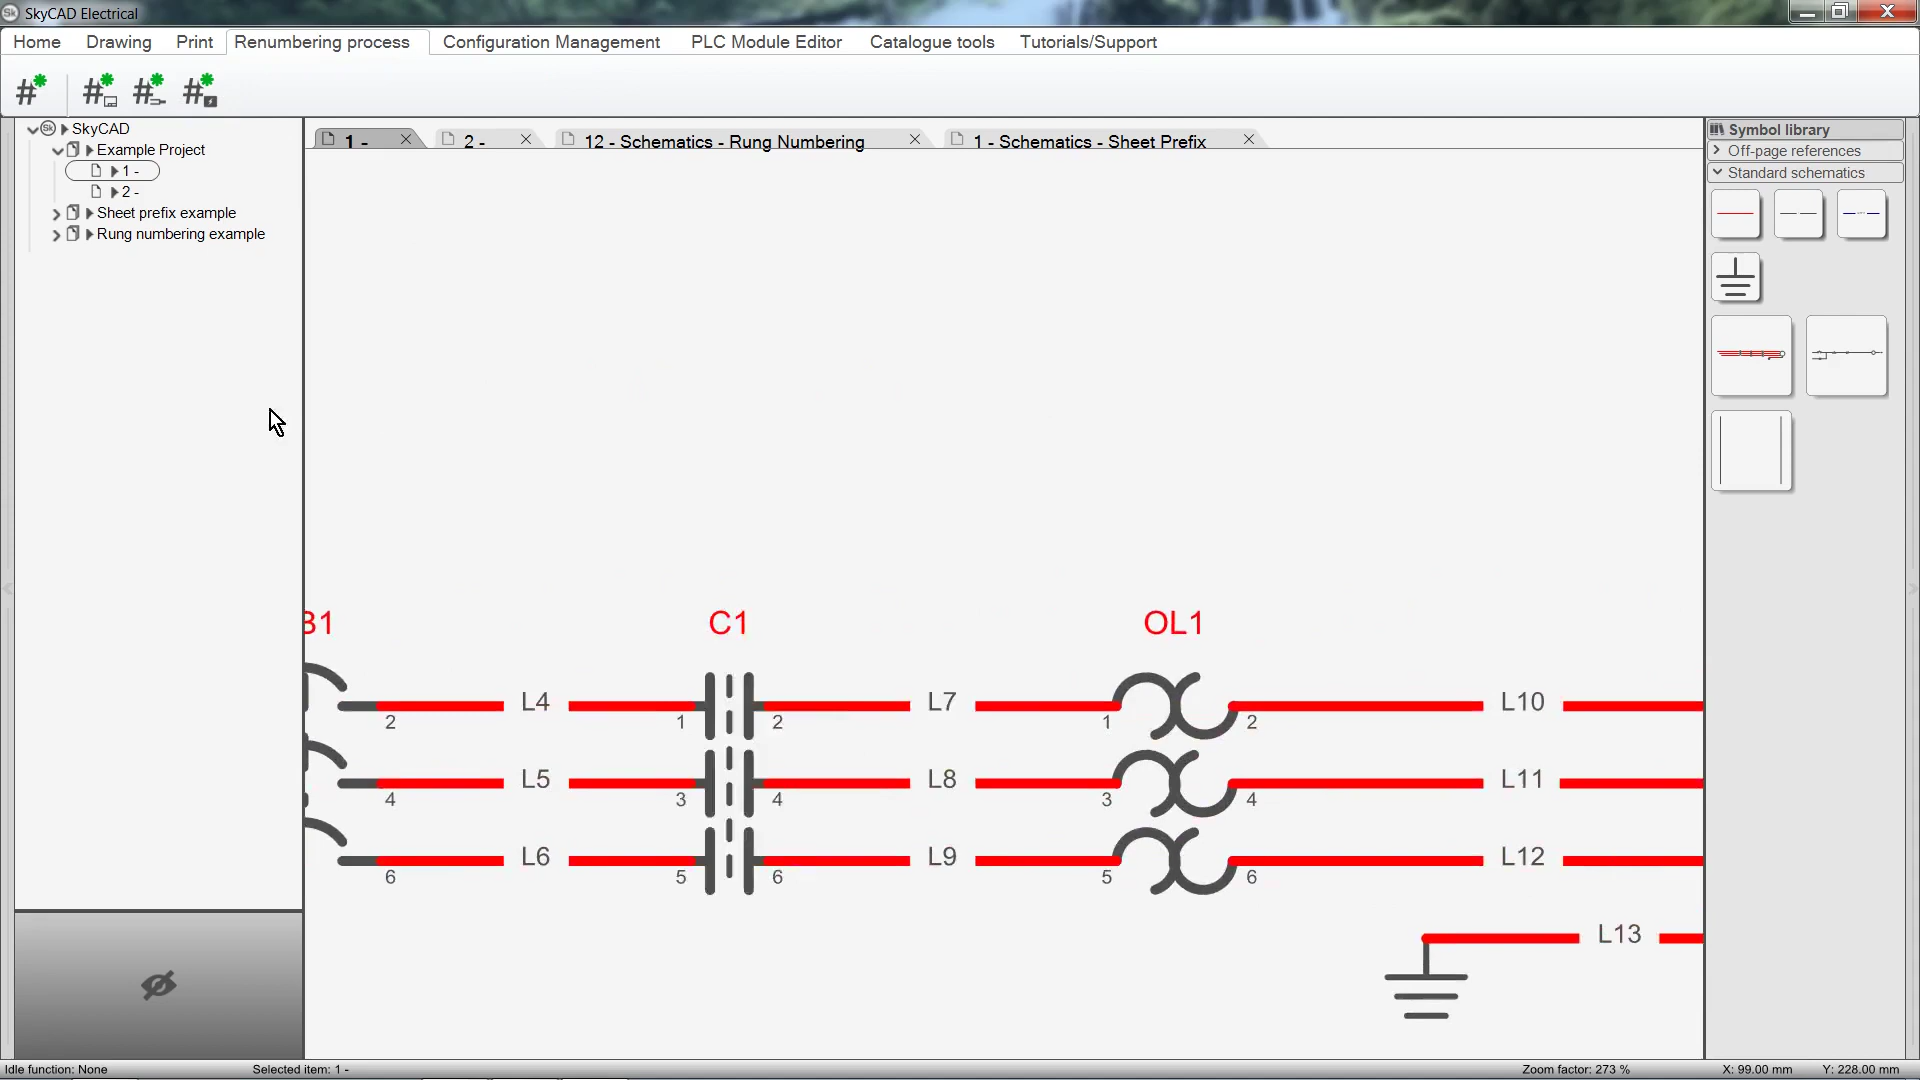 SkyCAD Electrical
Home Drawing Print Renumbering process Configuration Management PLC Module Editor Catalogue tools Tutorials/Support
SkyCAD
Example Project
1 -
2 -
Sheet prefix example
Rung numbering example
1 - 2 - 12 - Schematics - Rung Numbering 1 - Schematics - Sheet Prefix
Symbol library
Off-page references
Standard schematics
B1 C1 OL1
L4 L7 L10
2 1 2 1 2
L5 L8 L11
4 3 4 3 4
L6 L9 L12
6 5 6 5 6
L13
Idle function: None Selected item: 1 - Zoom factor: 273 % X: 99.00 mm Y: 228.00 mm